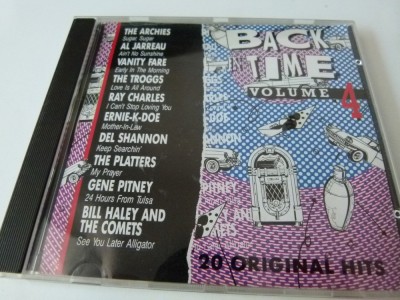 THE ARCHIES
Sugar, Sugar
AL JARREAU
Ain't No Sunshine
VANITY FARE
Early In The Morning
THE TROGGS
Love Is All Around
RAY CHARLES
I Can't Stop Loving You
ERNIE-K-DOE
Mother-In-Law
DEL SHANNON
Keep Searchin'
THE PLATTERS
My Prayer
GENE PITNEY
24 Hours From Tulsa
BILL HALEY AND
THE COMETS
See You Later Alligator
BACK
IN TIME
VOLUME 4
20 ORIGINAL HITS